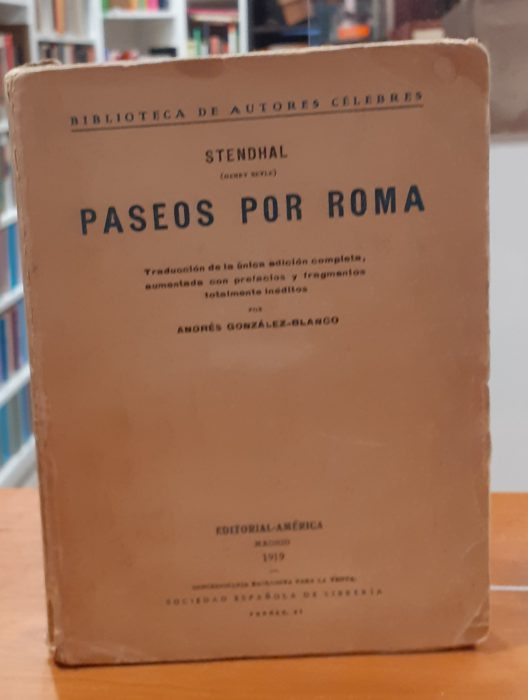 BIBLIOTECA DE AUTORES CÉLEBRES
STENDHAL
(HENRY BEYLE)
PASEOS POR ROMA
Traducción de la única edición completa,
aumentada con prefacios y fragmentos
totalmente inéditos
POR
ANDRÉS GONZÁLEZ-BLANCO
EDITORIAL-AMÉRICA
MADRID
1919
CONCESIONARIA EXCLUSIVA PARA LA VENTA:
SOCIEDAD ESPAÑOLA DE LIBRERÍA
FERRAZ, 21